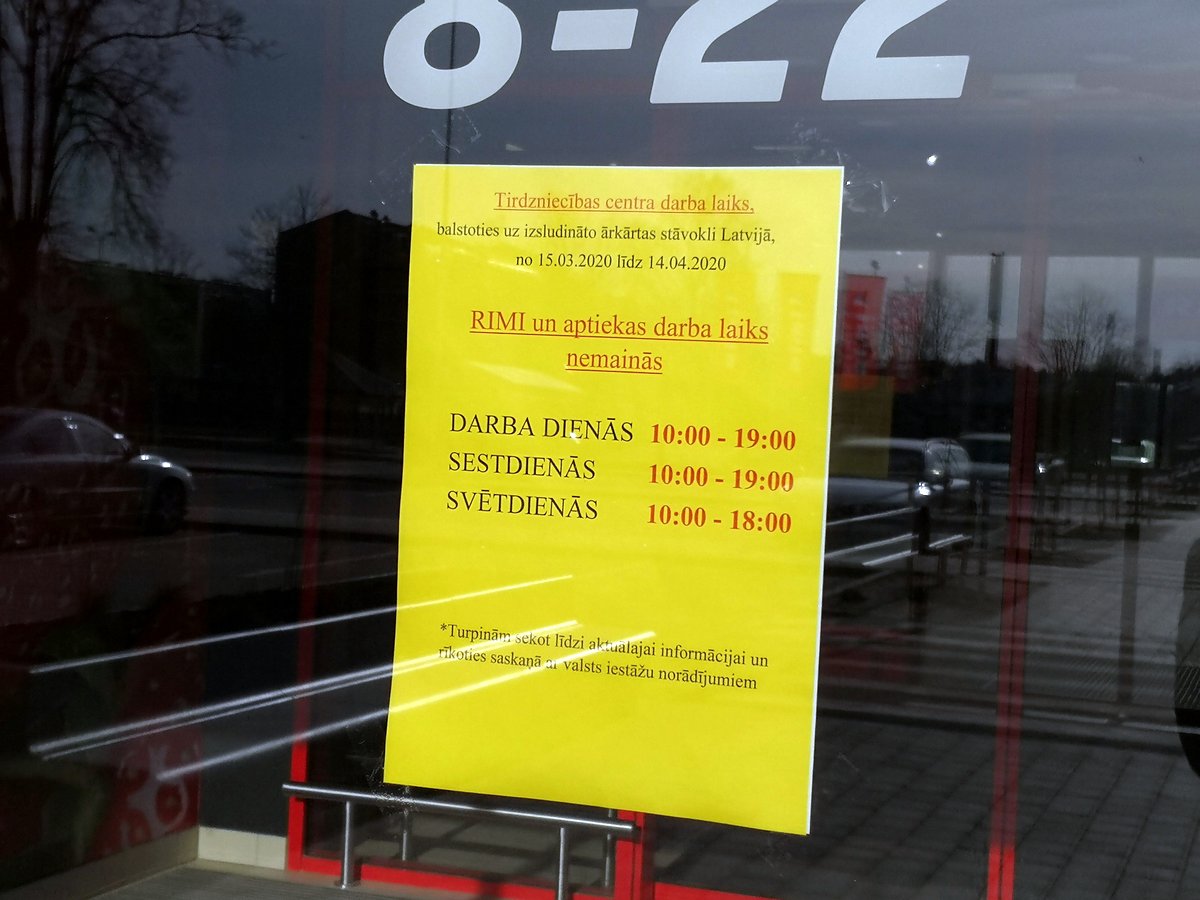 8-22
Tirdzniecības centra darba laiks,
balstoties uz izsludināto ārkārtas stāvokli Latvijā,
no 15.03.2020 līdz 14.04.2020
RIMI un aptiekas darba laiks
nemainās
DARBA DIENĀS 10:00 - 19:00
SESTDIENĀS 10:00 - 19:00
SVĒTDIENĀS 10:00 - 18:00
*Turpinām sekot līdzi aktuālajai informācijai un
rīkoties saskaņā ar valsts iestāžu norādījumiem